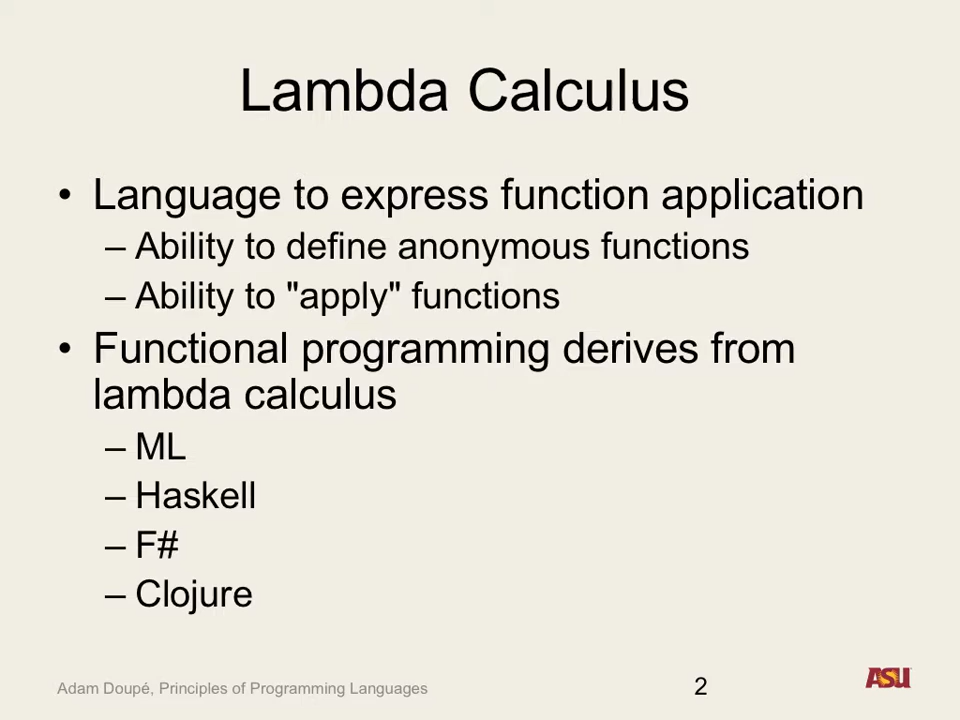 Lambda Calculus
• Language to express function application
– Ability to define anonymous functions
– Ability to "apply" functions
• Functional programming derives from
lambda calculus
– ML
– Haskell
– F#
– Clojure
Adam Doupé, Principles of Programming Languages
2
ASU